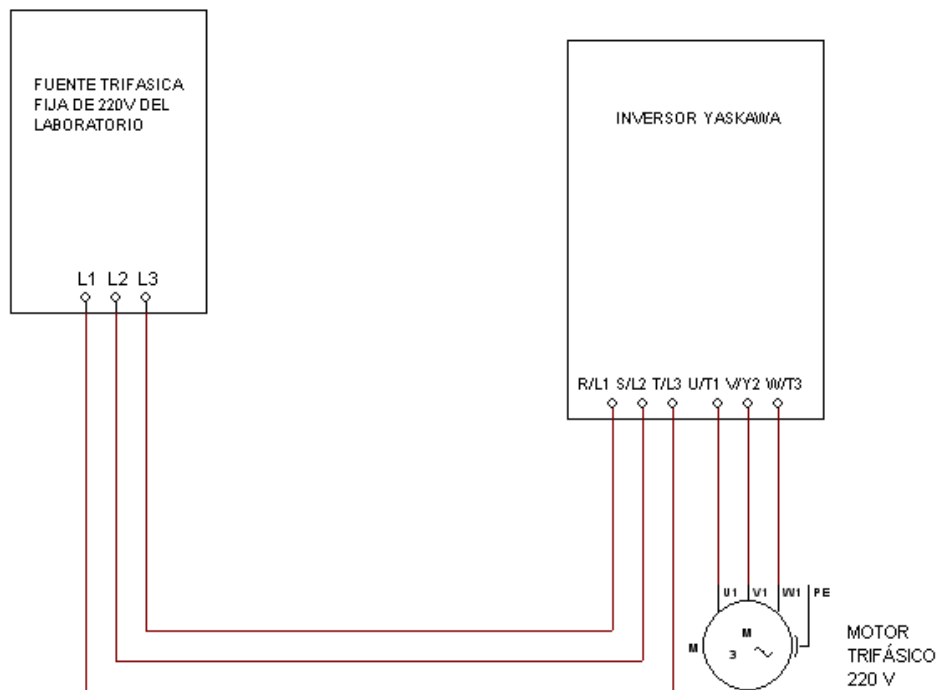 FUENTE TRIFASICA
FIJA DE 220V DEL
LABORATORIO
INVERSOR YASKAWA
L1 L2 L3
R/L1 S/L2 T/L3 U/T1 V/Y2 W/T3
U1 V1 W1 PE
M
M
3
MOTOR
TRIFÁSICO
220 V